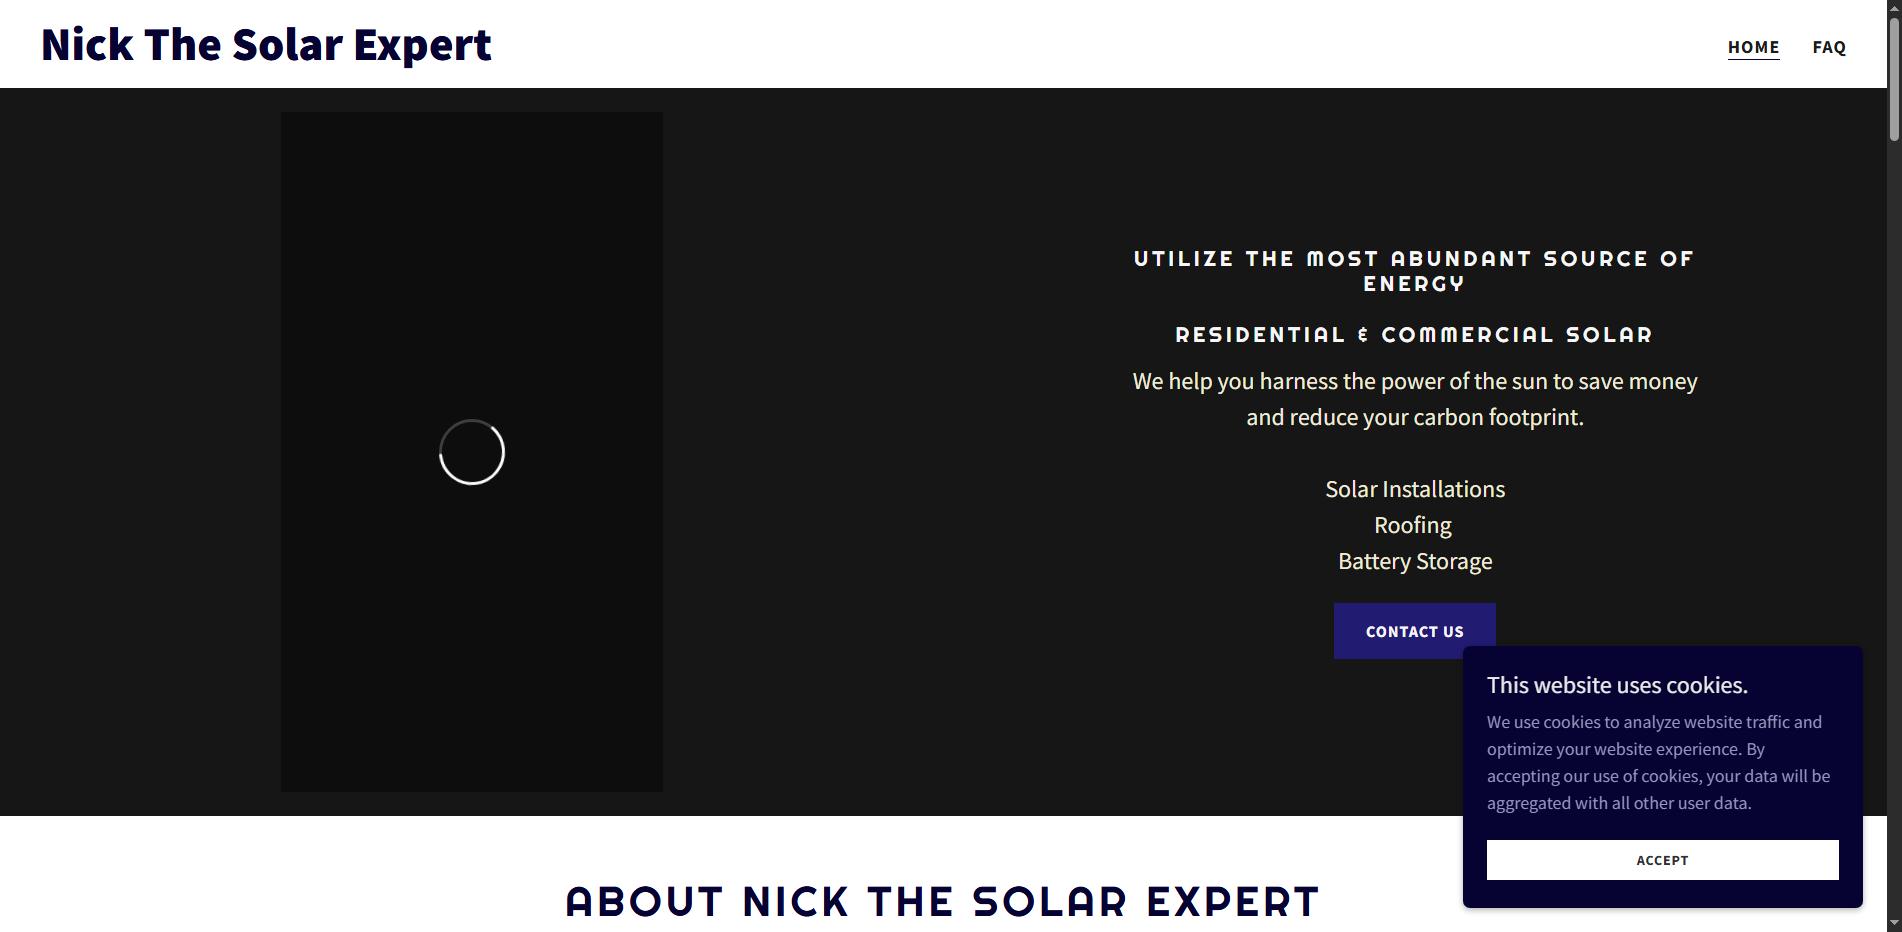 Nick The Solar Expert
HOME
FAQ
UTILIZE THE MOST ABUNDANT SOURCE OF
ENERGY
RESIDENTIAL & COMMERCIAL SOLAR
We help you harness the power of the sun to save money
and reduce your carbon footprint.
Solar Installations
Roofing
Battery Storage
CONTACT US
This website uses cookies.
We use cookies to analyze website traffic and
optimize your website experience. By
accepting our use of cookies, your data will be
aggregated with all other user data.
ACCEPT
ABOUT NICK THE SOLAR EXPERT